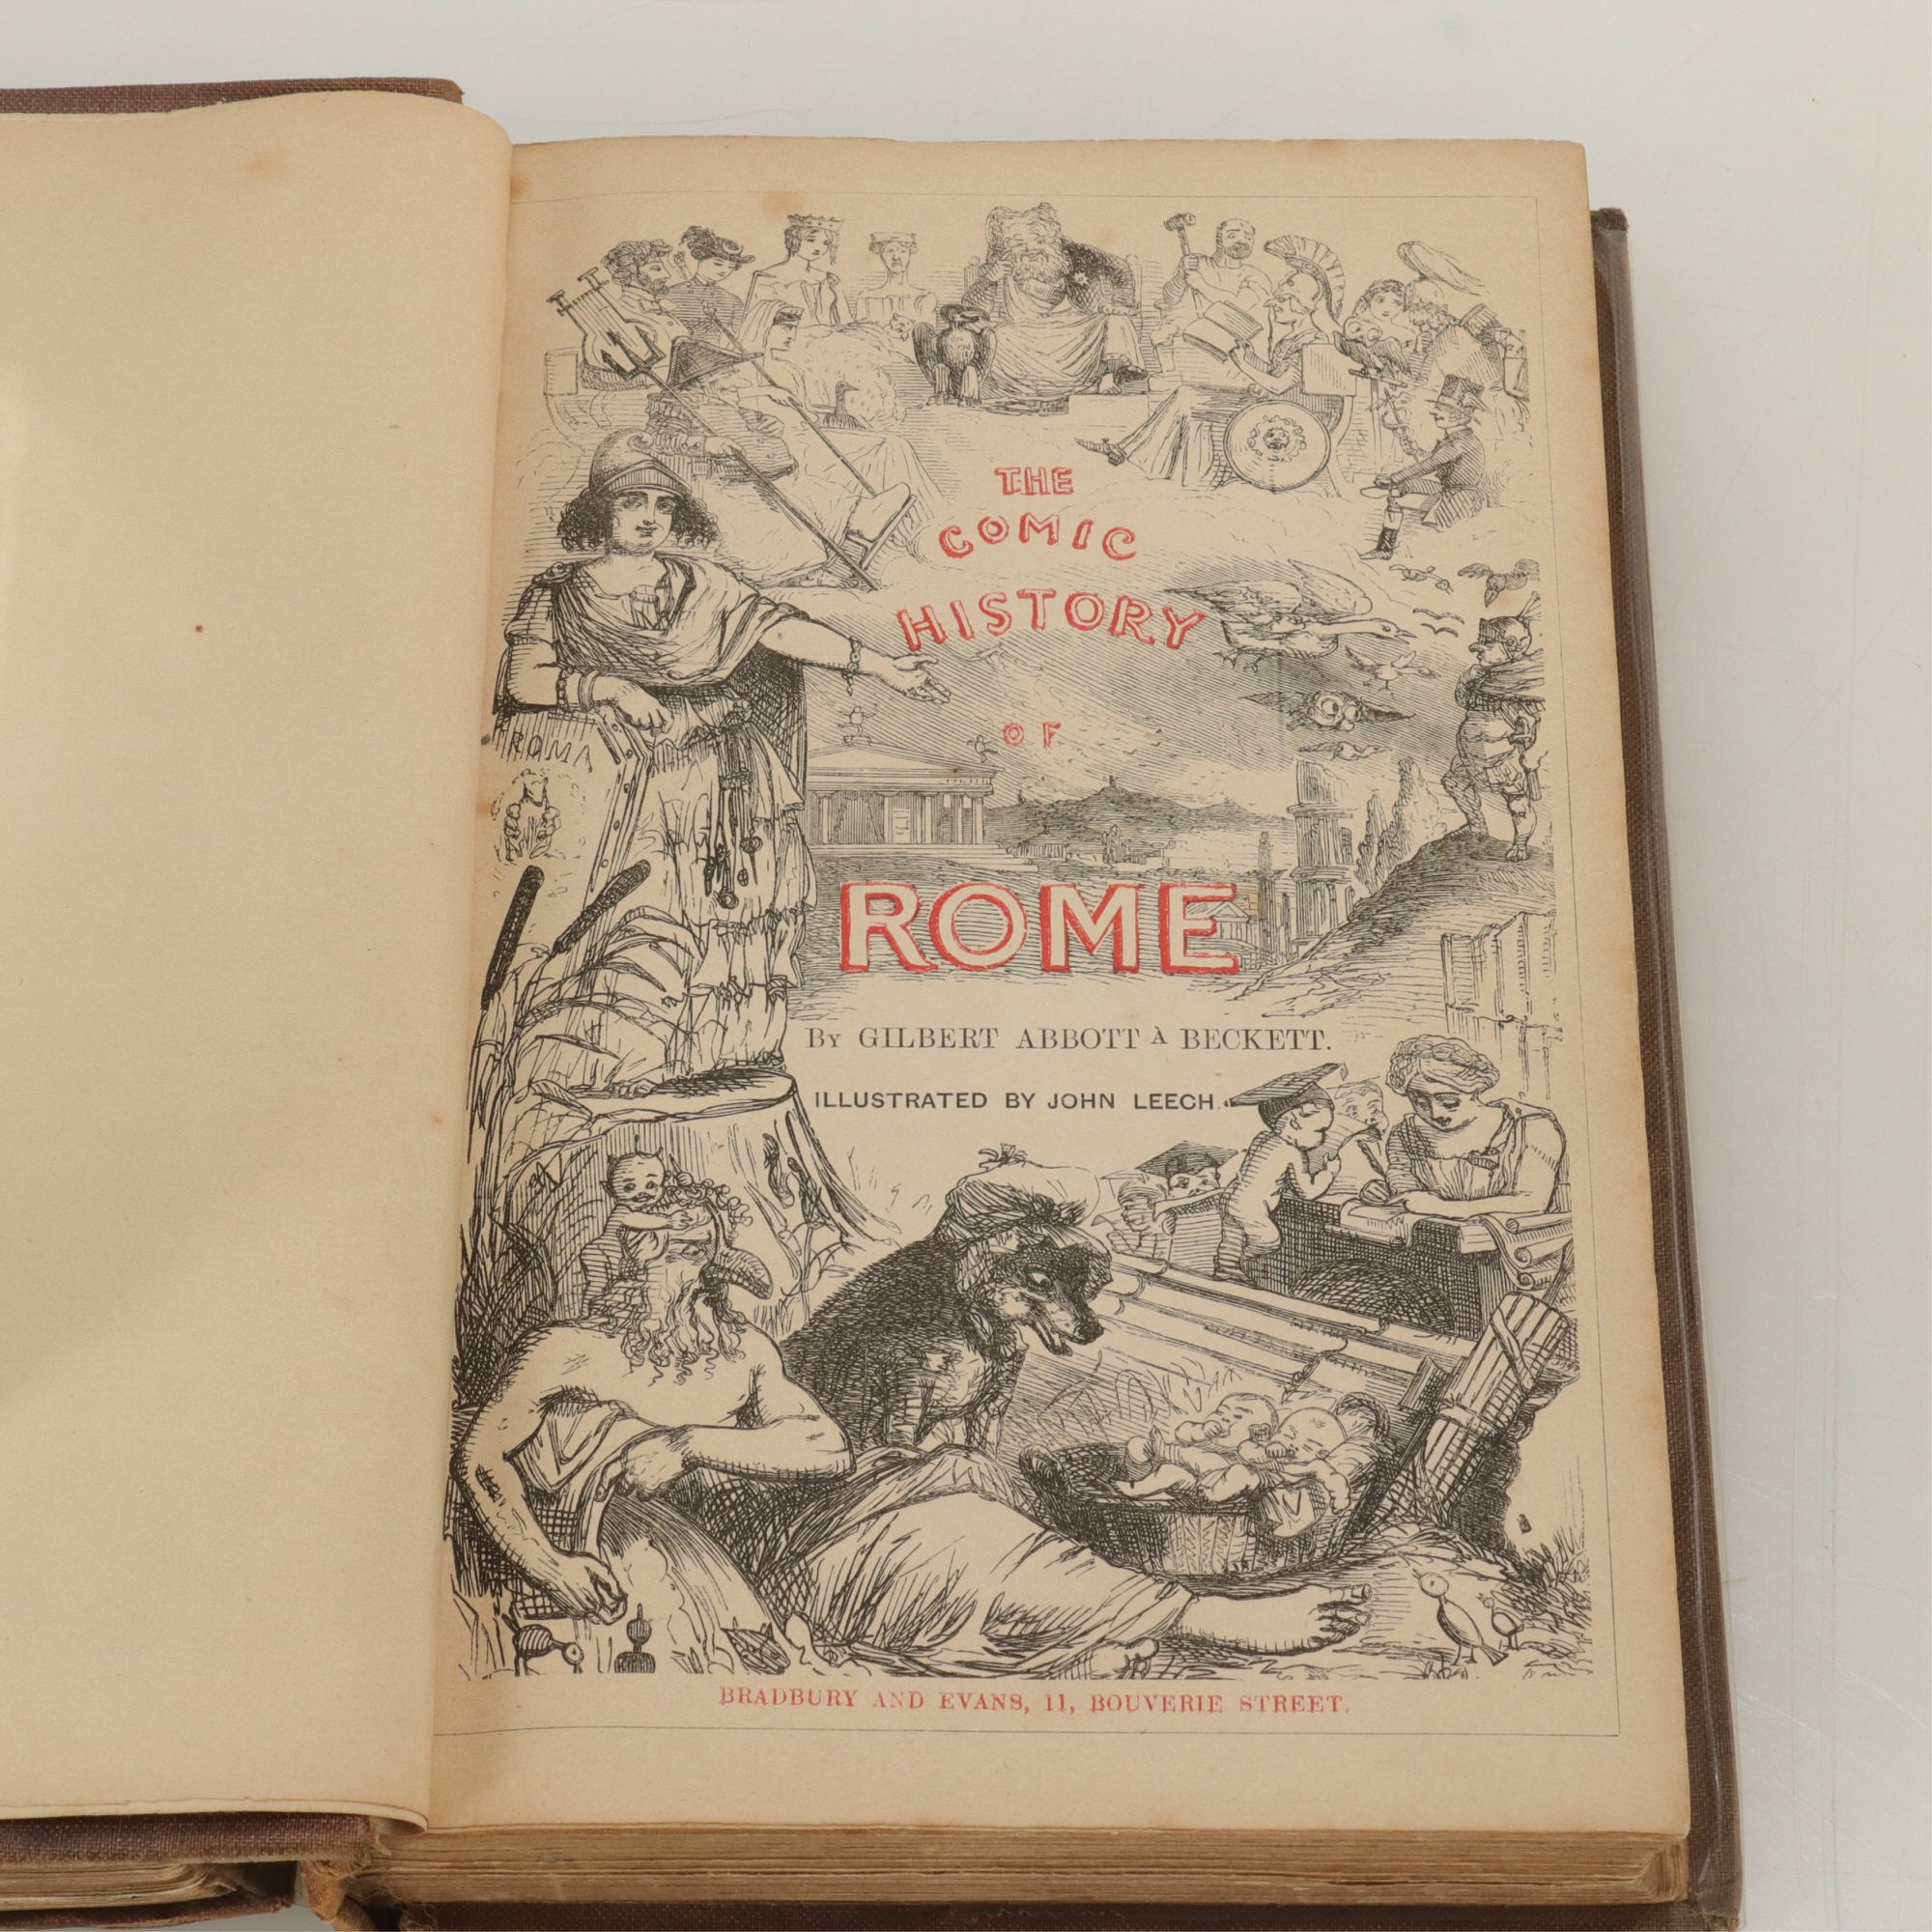 THE
COMIC
HISTORY
OF
ROMA
ROME
By GILBERT ABBOTT À BECKETT.
ILLUSTRATED BY JOHN LEECH.
BRADBURY AND EVANS, 11, BOUVERIE STREET.